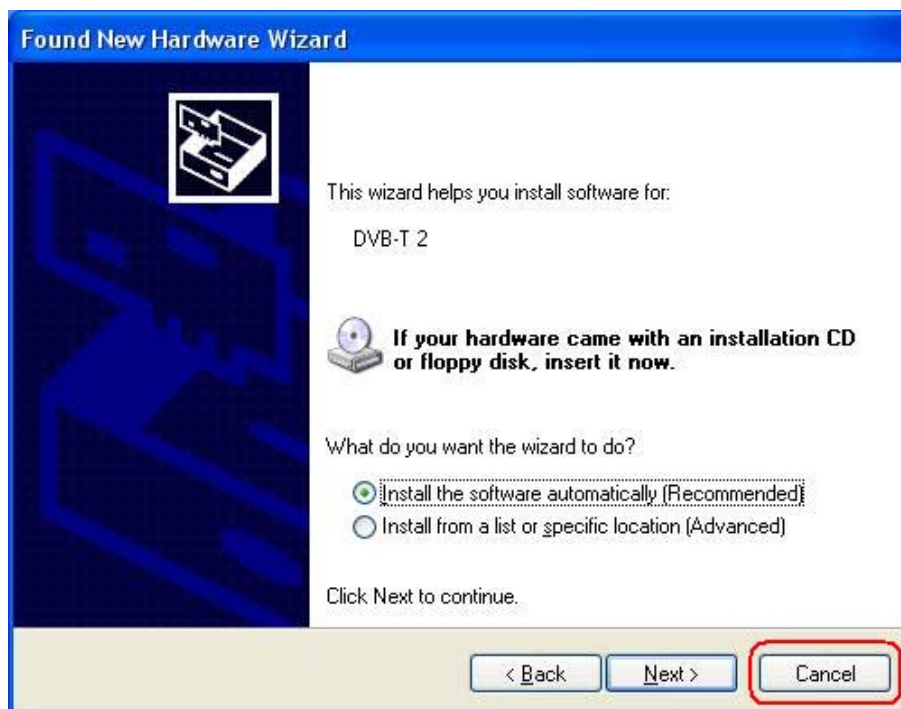 Found New Hardware Wizard
This wizard helps you install software for:
DVB-T 2
If your hardware came with an installation CD
or floppy disk, insert it now.
What do you want the wizard to do?
Install the software automatically (Recommended)
Install from a list or specific location (Advanced)
Click Next to continue.
< Back Next > Cancel